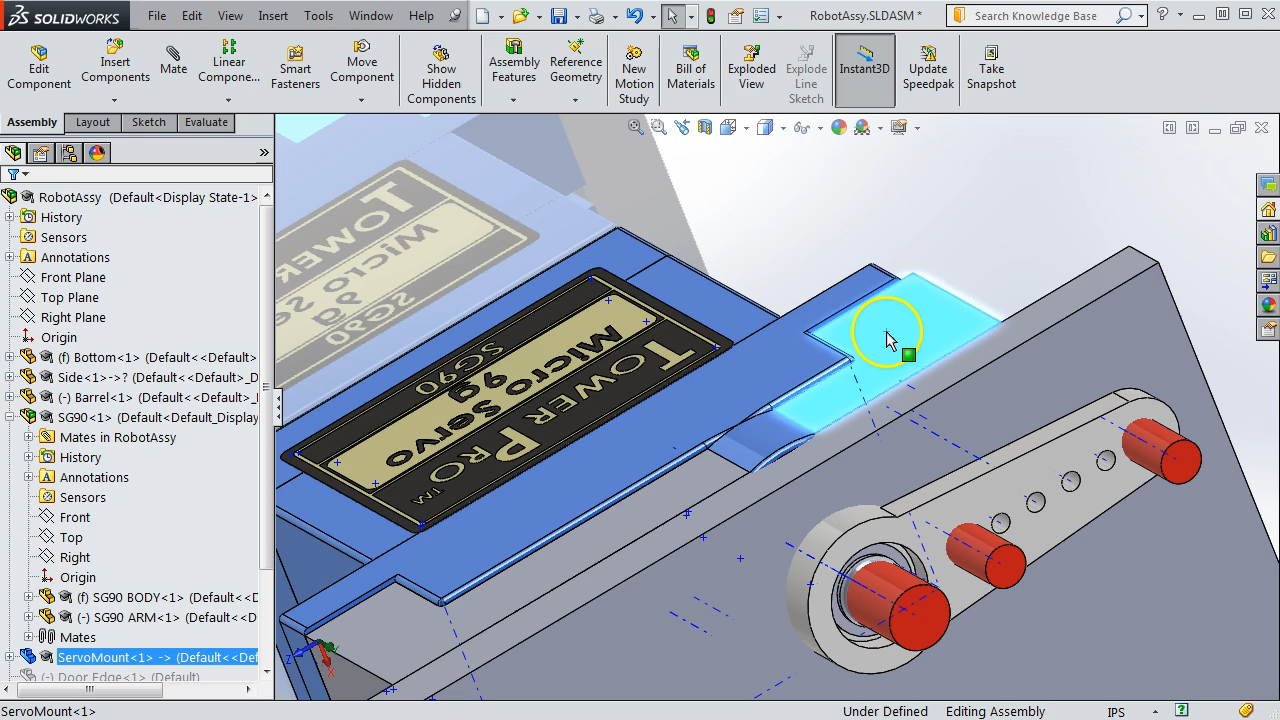 SOLIDWORKS
File Edit View Insert Tools Window Help
RobotAssy.SLDASM *
Search Knowledge Base
Edit Component
Insert Components
Mate
Linear Compone...
Smart Fasteners
Move Component
Show Hidden Components
Assembly Features
Reference Geometry
New Motion Study
Bill of Materials
Exploded View
Explode Line Sketch
Instant3D
Update Speedpak
Take Snapshot
Assembly Layout Sketch Evaluate
RobotAssy (Default<Display State-1>
History
Sensors
Annotations
Front Plane
Top Plane
Right Plane
Origin
(f) Bottom<1> (Default<<Default>
Side<1>->? (Default<<Default>_D
(-) Barrel<1> (Default<<Default>_
SG90<1> (Default<Default_Display
Mates in RobotAssy
History
Annotations
Sensors
Front
Top
Right
Origin
(f) SG90 BODY<1> (Default<<D
(-) SG90 ARM<1> (Default<<D
Mates
ServoMount<1> -> (Default<<Def
(-) Door Edge<1> (Default)
TOWER PRO™
Micro Servo
9g
SG90
TOWER
Micro
9g
SG90
Z
Y
X
ServoMount<1>
Under Defined
Editing Assembly
IPS